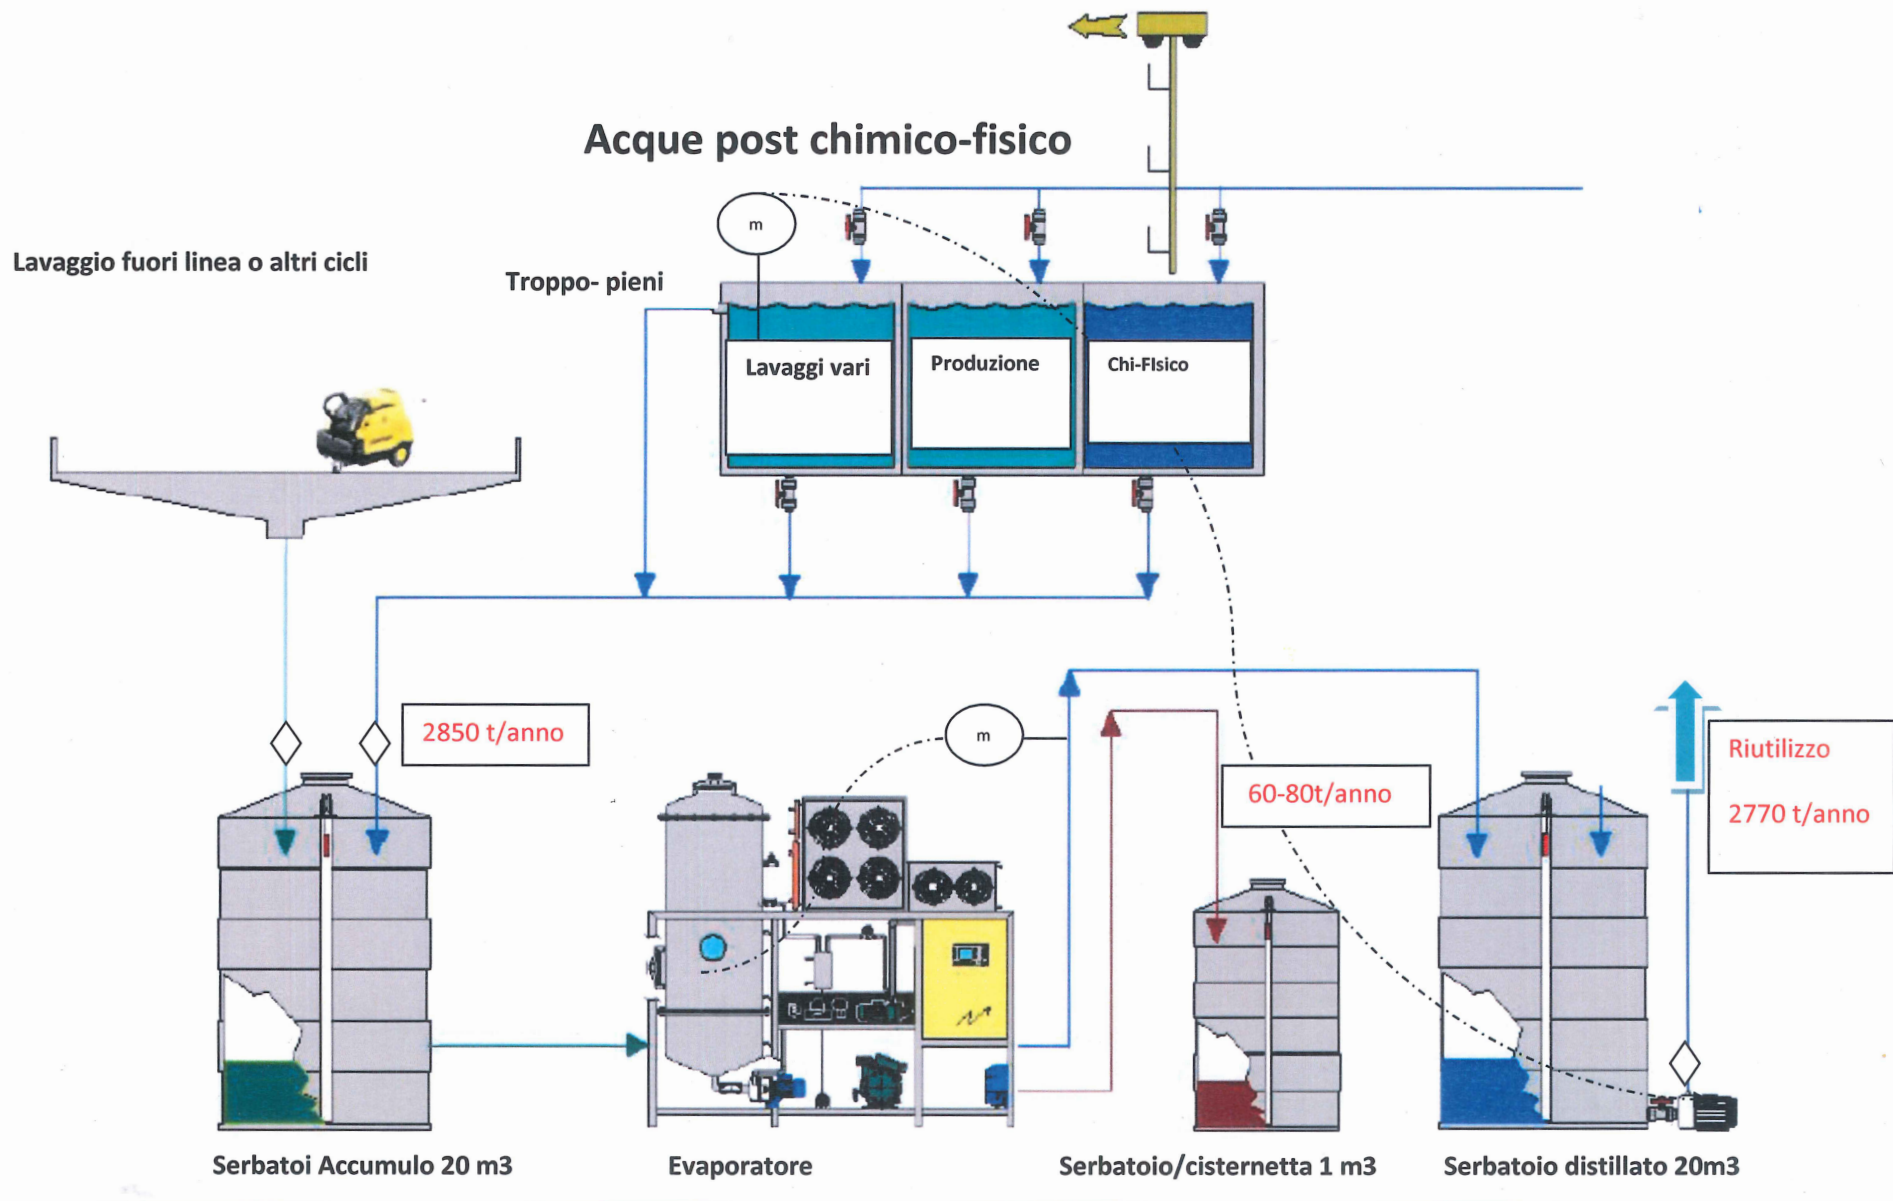 Acque post chimico-fisico
m
Lavaggio fuori linea o altri cicli
Troppo- pieni
Lavaggi vari
Produzione
Chi-FIsico
2850 t/anno
m
60-80t/anno
Riutilizzo
2770 t/anno
Serbatoi Accumulo 20 m3
Evaporatore
Serbatoio/cisternetta 1 m3
Serbatoio distillato 20m3